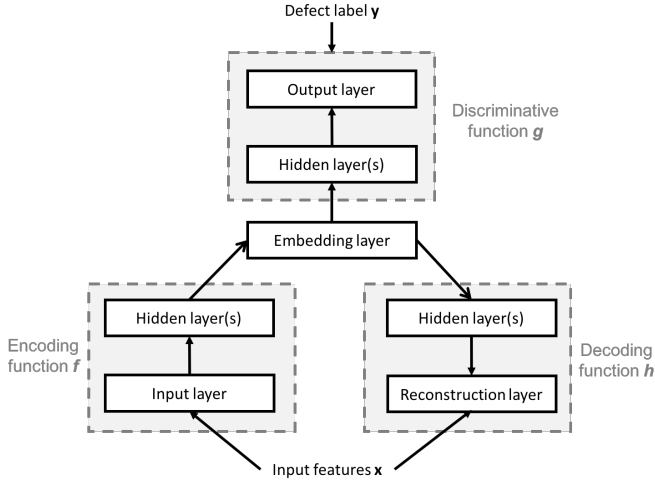 Defect label y
Output layer
Discriminative
function g
Hidden layer(s)
Embedding layer
Hidden layer(s)
Hidden layer(s)
Encoding
function f
Decoding
function h
Input layer
Reconstruction layer
Input features x